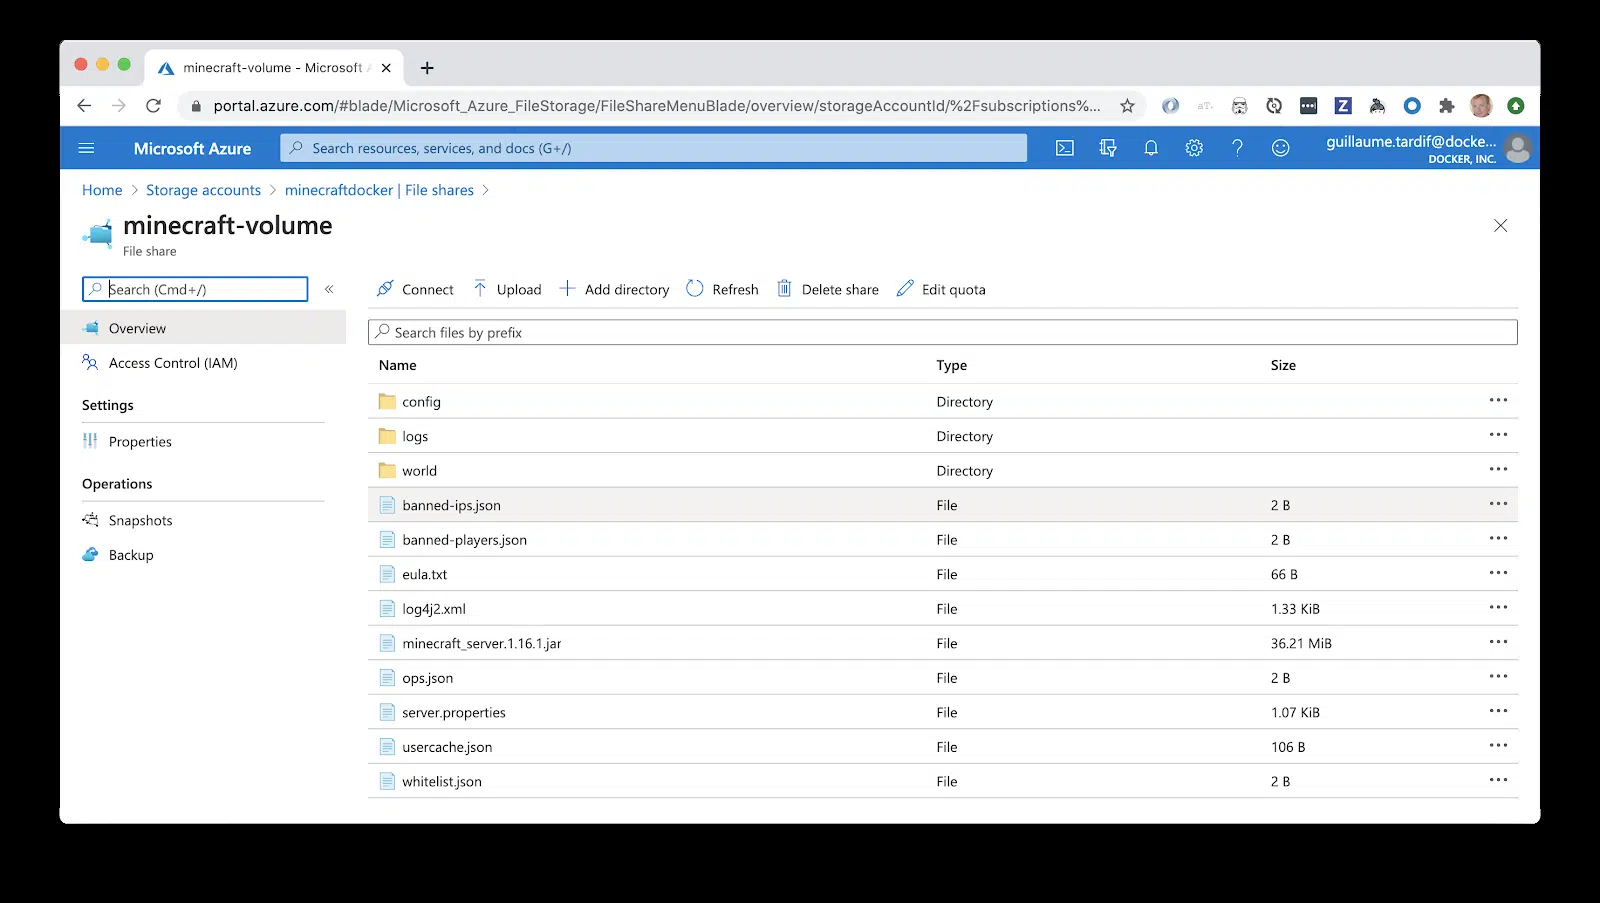 minecraft-volume - Microsoft
portal.azure.com/#blade/Microsoft_Azure_FileStorage/FileShareMenuBlade/overview/storageAccountId/%2Fsubscriptions%...
Microsoft Azure
Search resources, services, and docs (G+/)
guillaume.tardif@docke...
DOCKER, INC.
Home > Storage accounts > minecraftdocker | File shares >
minecraft-volume
File share
Search (Cmd+/)
Connect Upload Add directory Refresh Delete share Edit quota
Overview
Access Control (IAM)
Settings
Properties
Operations
Snapshots
Backup
Search files by prefix
Name Type Size
config Directory
logs Directory
world Directory
banned-ips.json File 2 B
banned-players.json File 2 B
eula.txt File 66 B
log4j2.xml File 1.33 KiB
minecraft_server.1.16.1.jar File 36.21 MiB
ops.json File 2 B
server.properties File 1.07 KiB
usercache.json File 106 B
whitelist.json File 2 B